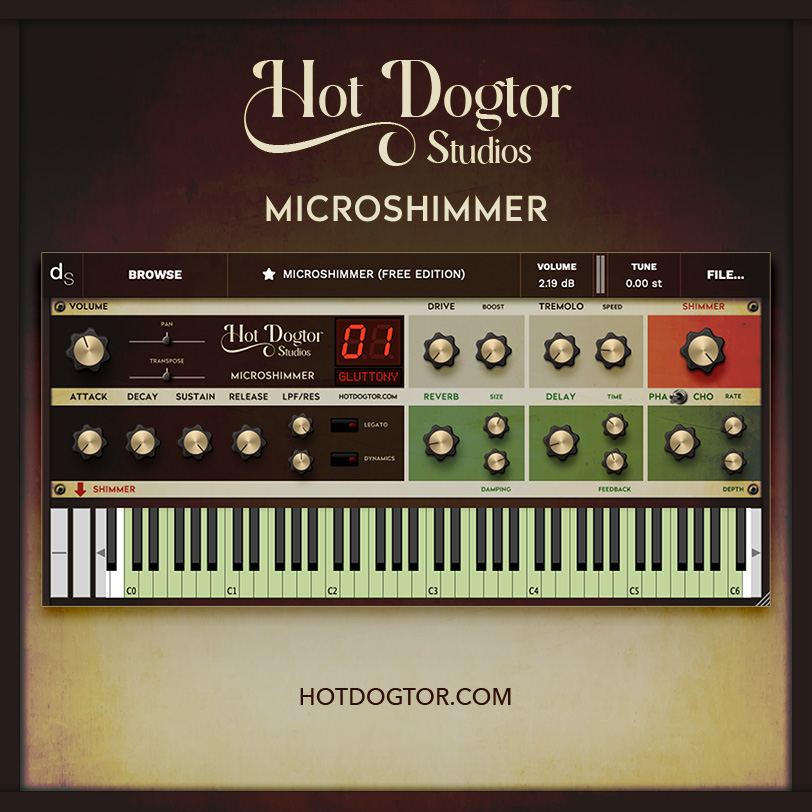 Hot Dogtor
Studios
MICROSHIMMER
ds
BROWSE
★ MICROSHIMMER (FREE EDITION)
VOLUME
2.19 dB
TUNE
0.00 st
FILE...
VOLUME
DRIVE
BOOST
TREMOLO
SPEED
SHIMMER
PAN
TRANSPOSE
Hot Dogtor
Studios
MICROSHIMMER
01
GLUTTONY
ATTACK
DECAY
SUSTAIN
RELEASE
LPF/RES
HOTDOGTOR.COM
REVERB
SIZE
DELAY
TIME
PHA
CHO
RATE
LEGATO
DYNAMICS
SHIMMER
DAMPING
FEEDBACK
DEPTH
C0
C1
C2
C3
C4
C5
C6
HOTDOGTOR.COM